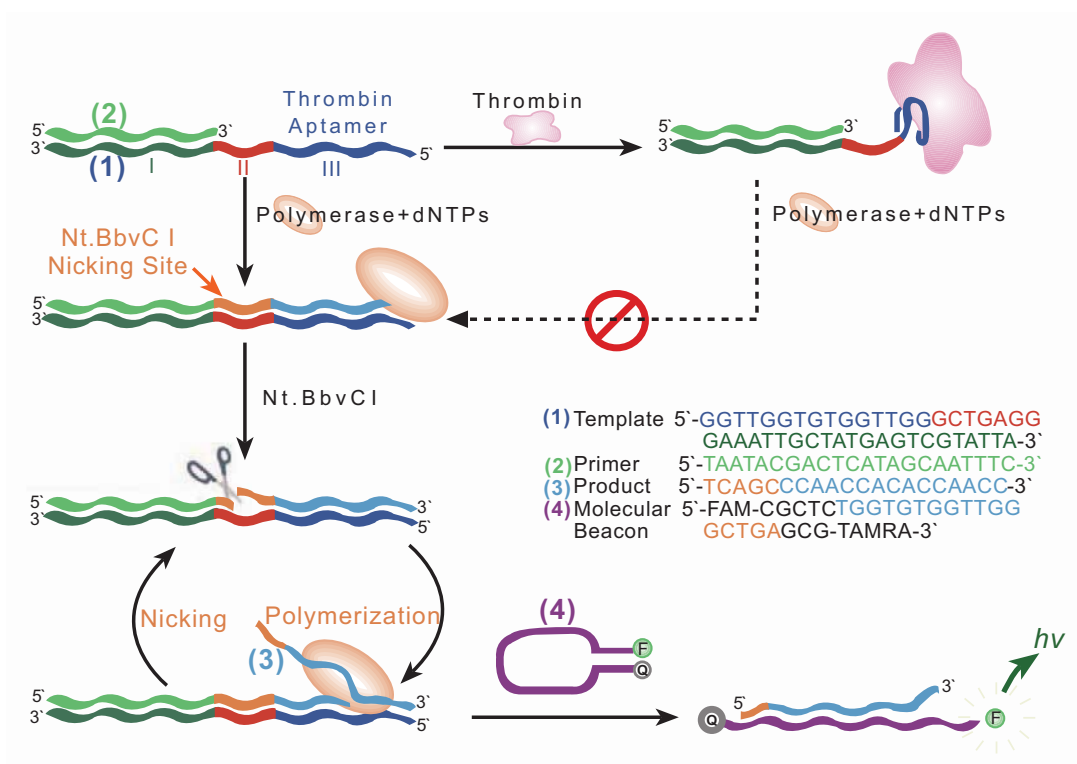 (2)
5`
3`
3`
(1)
I
II
III
5`
Thrombin
Aptamer
Thrombin
5`
3`
3`
Polymerase+dNTPs
Polymerase+dNTPs
Nt.BbvC I
Nicking Site
5`
3`
Nt.BbvCI
5`
3`
3`
5`
(1) Template 5`-GGTTGGTGTGGTTGGGCTGAGG
GAAATTGCTATGAGTCGTATTA-3`
(2) Primer 5`-TAATACGACTCATAGCAATTTC-3`
(3) Product 5`-TCAGCCCAACCACACCAACC-3`
(4) Molecular 5`-FAM-CGCTCTGGTGTGGTTGG
Beacon GCTGAGCG-TAMRA-3`
Nicking
Polymerization
(3)
5`
3`
3`
5`
(4)
F
Q
hv
5`
3`
Q
F